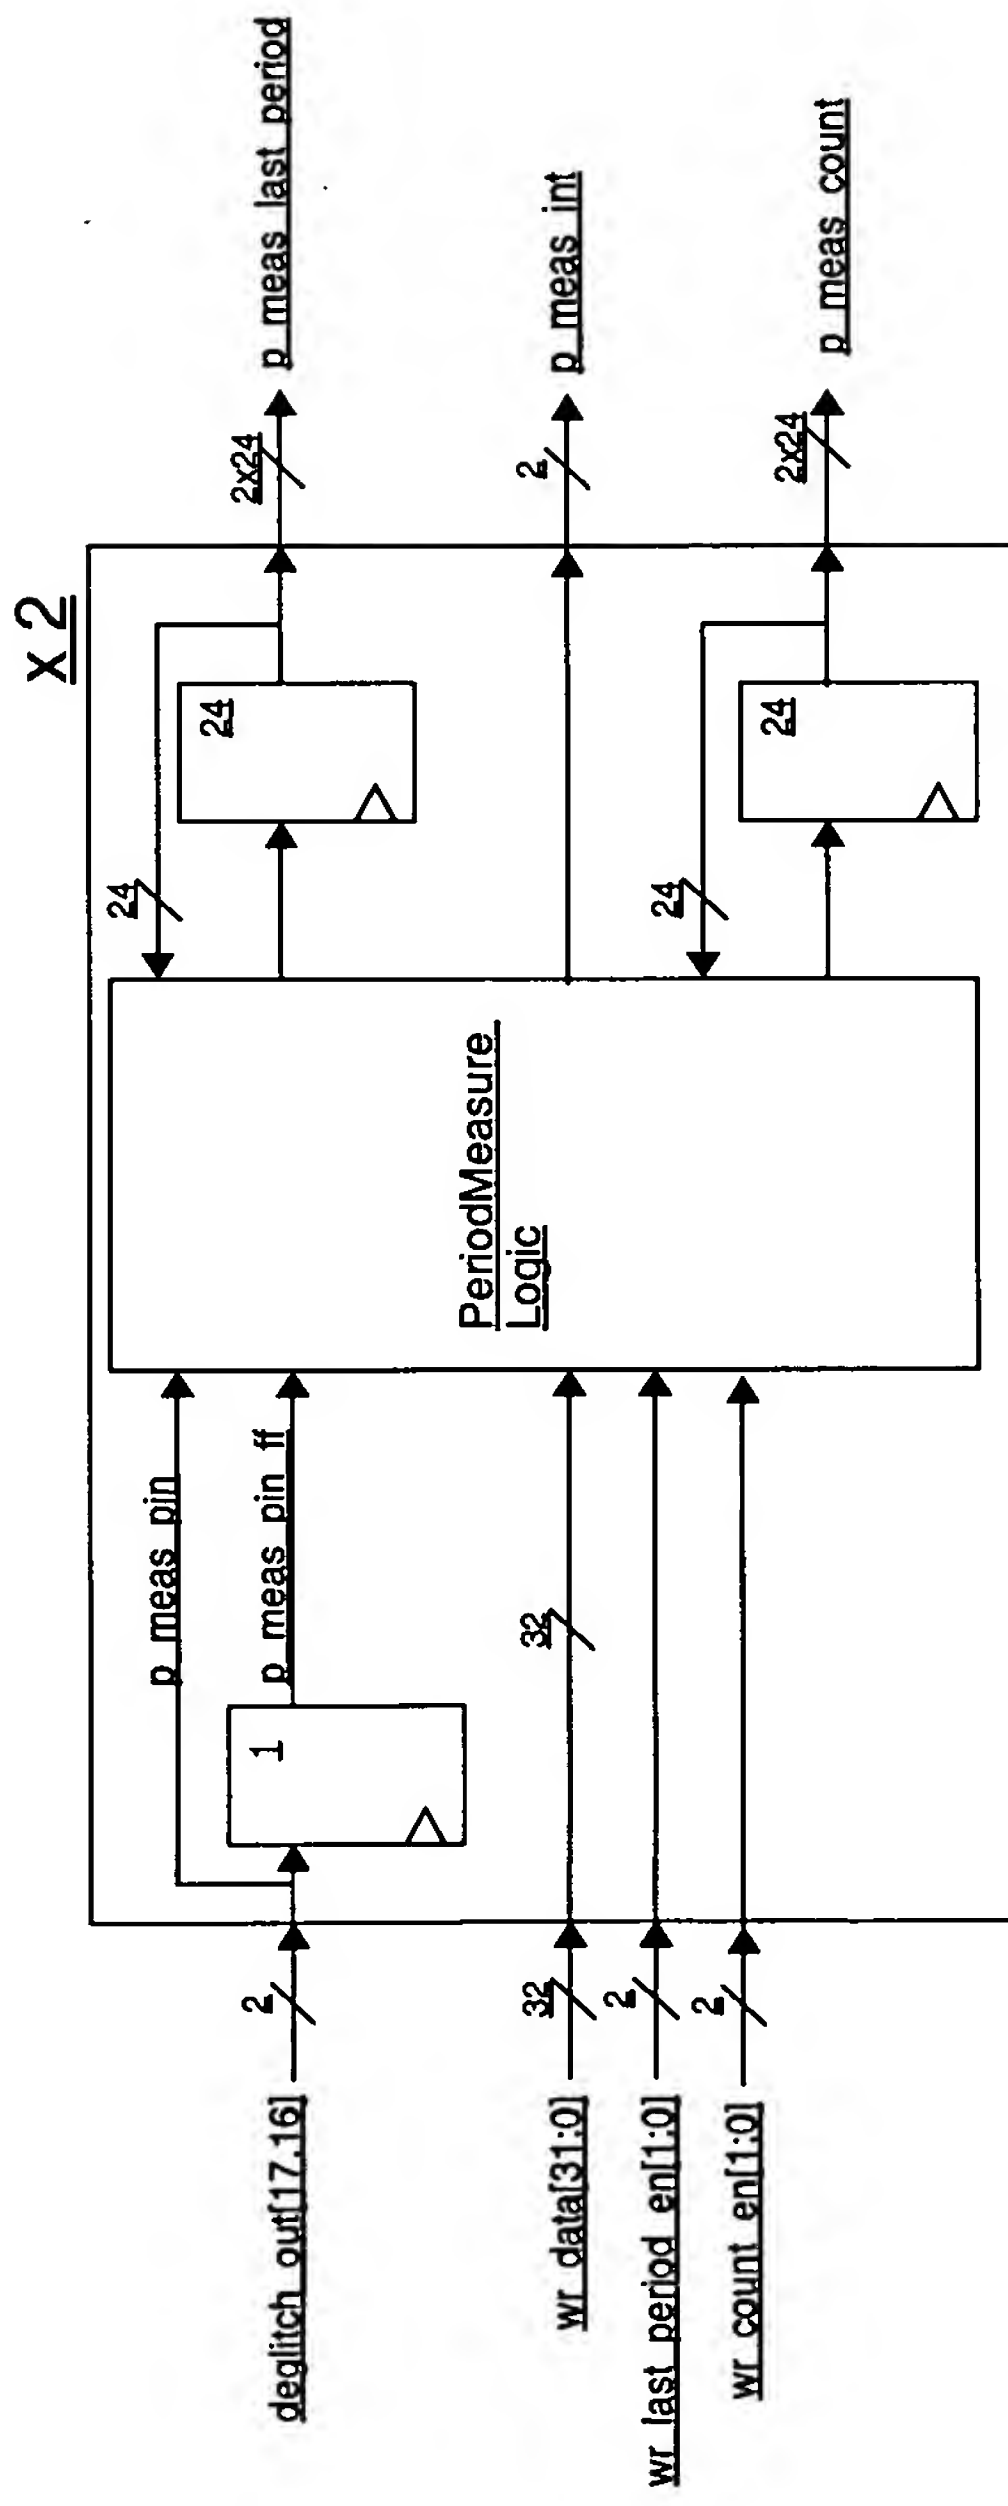 x 2
deglitch_out[17:16]
2
p_meas_pin
1
p_meas_pin_ff
wr_data[31:0]
32
32
wr_last_period_en[1:0]
2
wr_count_en[1:0]
2
PeriodMeasure
Logic
24
24
2x24
p_meas_last_period
2
p_meas_int
24
24
2x24
p_meas_count